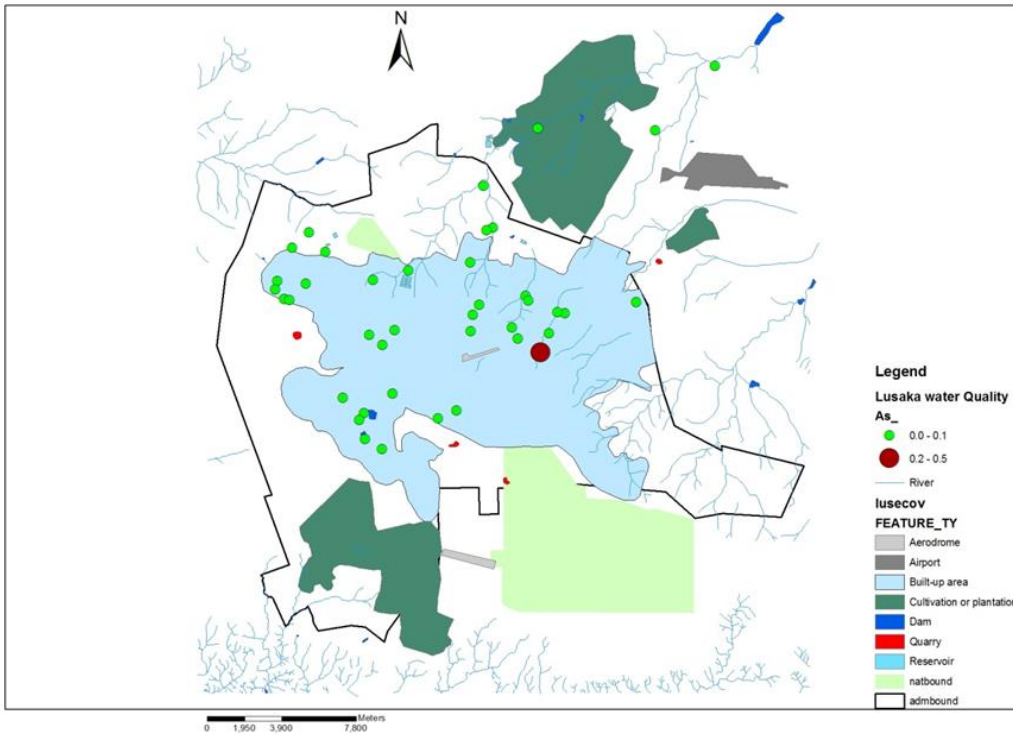 N
Legend
Lusaka water Quality
As_
0.0 - 0.1
0.2 - 0.5
River
lusecov
FEATURE_TY
Aerodrome
Airport
Built-up area
Cultivation or plantation
Dam
Quarry
Reservoir
natbound
admbound
Meters
0 1,950 3,900 7,800